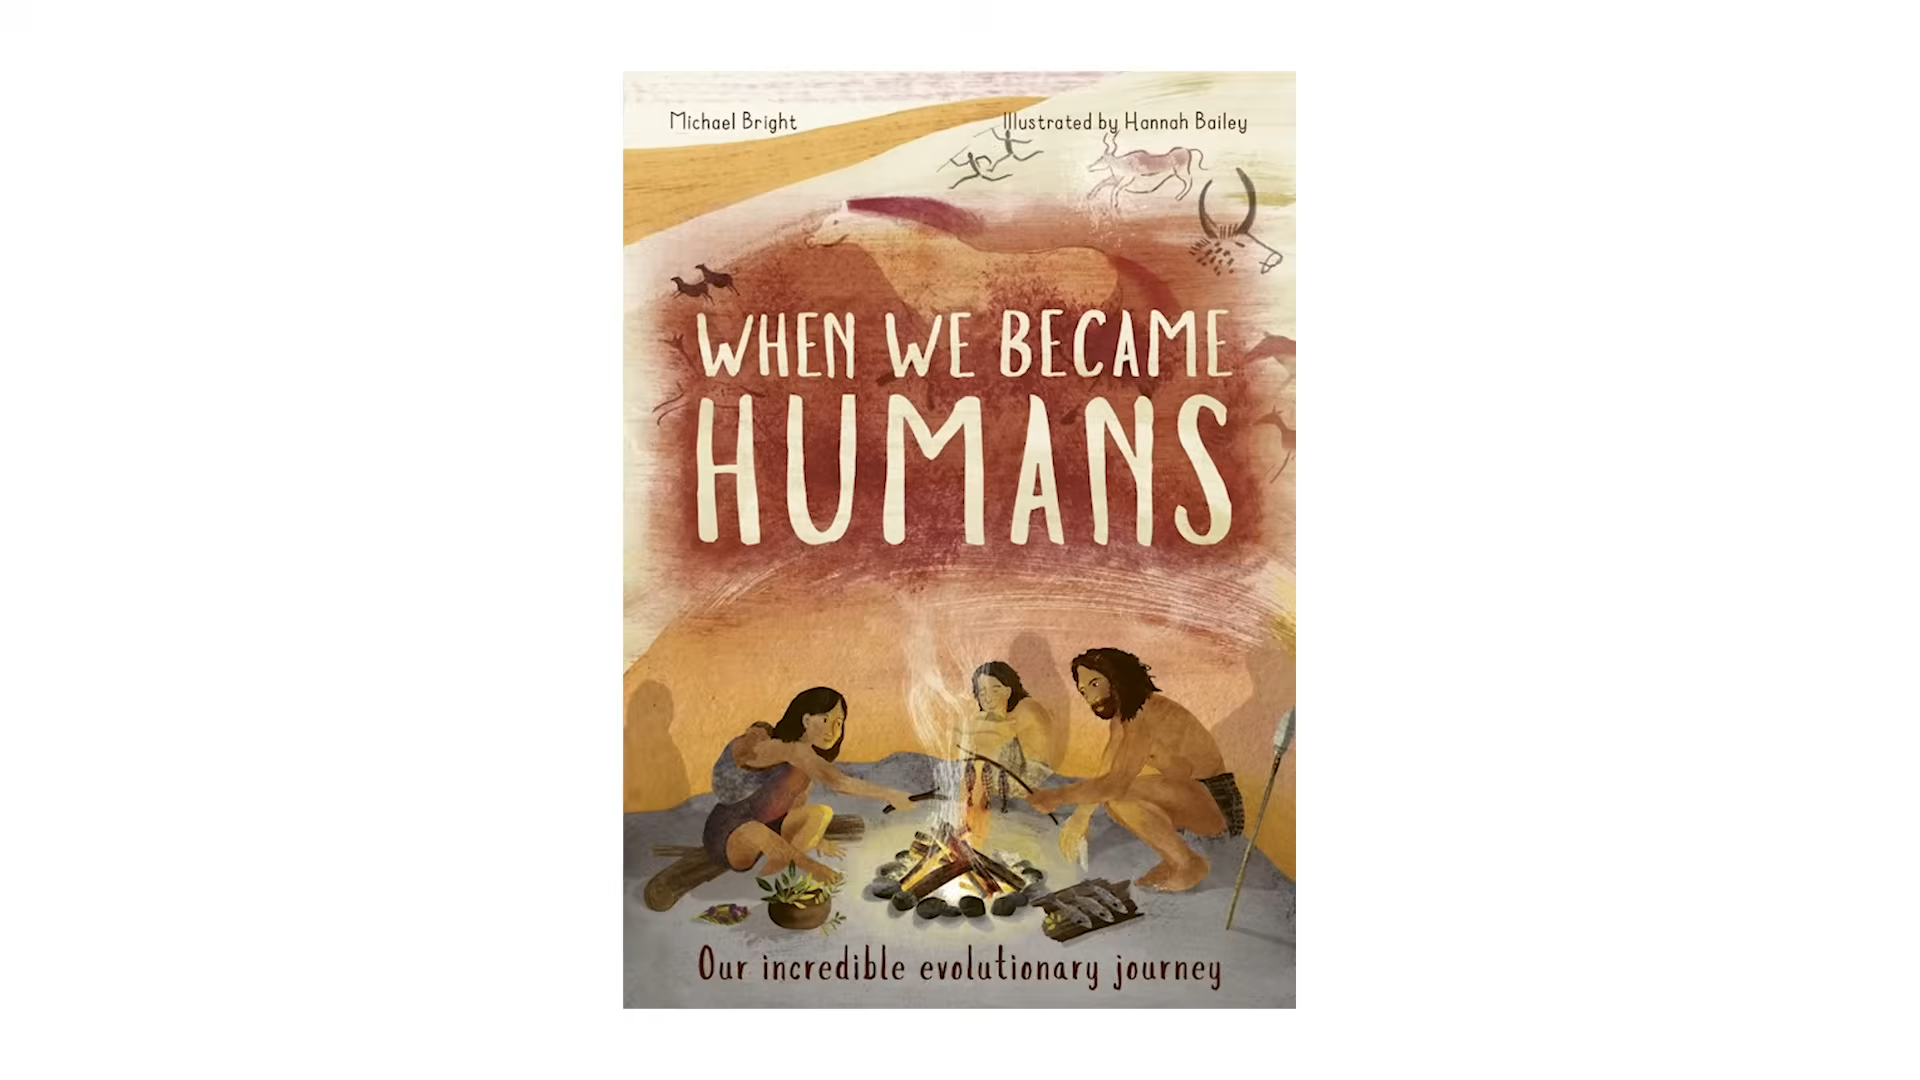 Michael Bright
Illustrated by Hannah Bailey
WHEN WE BECAME
HUMANS
Our incredible evolutionary journey